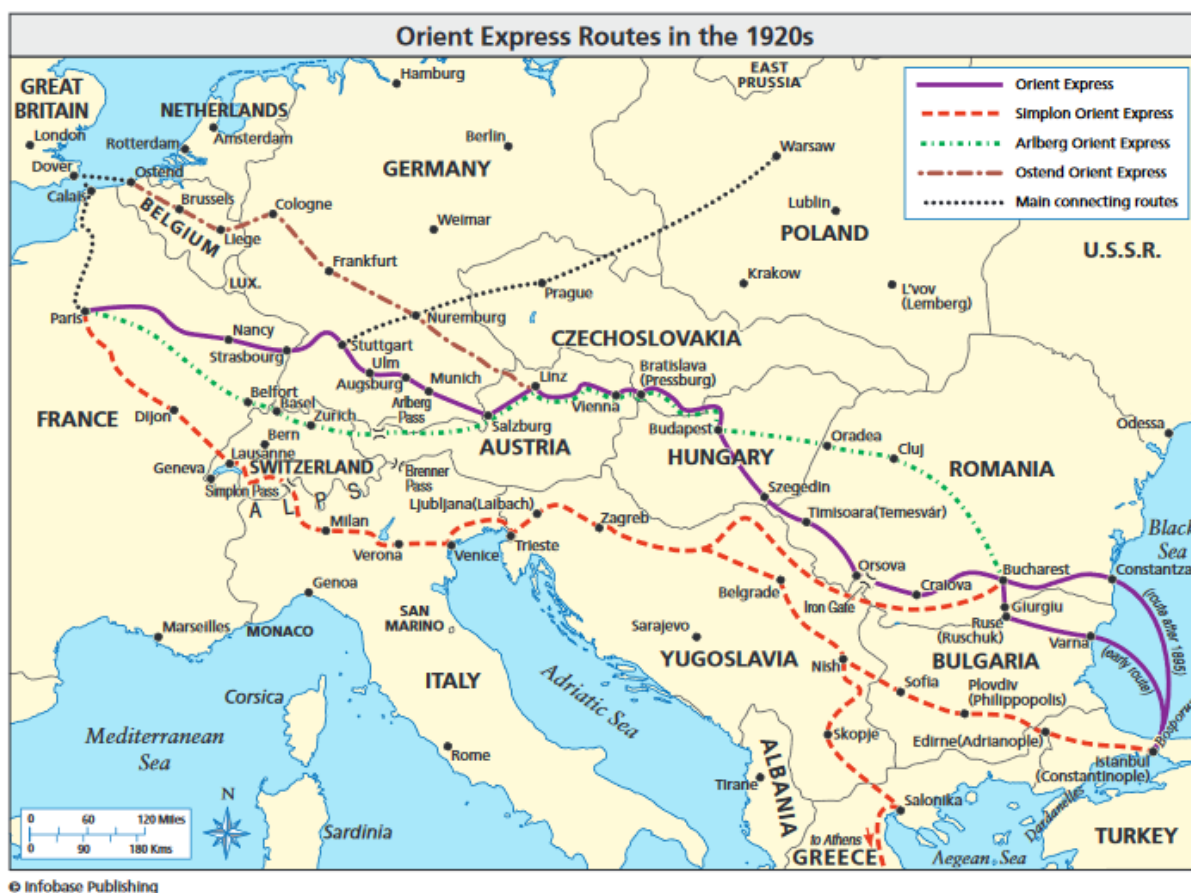 Orient Express Routes in the 1920s
GREAT
BRITAIN
London
Dover
Calais
NETHERLANDS
Amsterdam
Rotterdam
Ostend
Brussels
BELGIUM
Liege
LUX.
Hamburg
Berlin
GERMANY
Cologne
Weimar
Frankfurt
Nuremburg
EAST
PRUSSIA
Orient Express
Simplon Orient Express
Arlberg Orient Express
Ostend Orient Express
Main connecting routes
Warsaw
Lublin
POLAND
Krakow
L'vov
(Lemberg)
U.S.S.R.
Prague
CZECHOSLOVAKIA
Paris
Nancy
Strasbourg
Stuttgart
Ulm
Augsburg
Munich
Arlberg
Pass
Linz
Salzburg
Vienna
Bratislava
(Pressburg)
AUSTRIA
Budapest
HUNGARY
FRANCE
Dijon
Belfort
Basel
Zurich
Bern
Lausanne
Geneva
SWITZERLAND
Simplon Pass
Brenner
Pass
ALPS
Oradea
Cluj
ROMANIA
Odessa
Szegedin
Timisoara(Temesvár)
Ljubljana(Laibach)
Zagreb
Milan
Verona
Venice
Trieste
Genoa
Marseilles
MONACO
SAN
MARINO
Orsova
Craiova
Iron Gate
Bucharest
Giurgiu
Ruse
(Ruschuk)
Constantza
Black
Sea
(route after 1895)
Varna
(early route)
Belgrade
Sarajevo
YUGOSLAVIA
Nish
BULGARIA
Sofia
Plovdiv
(Philippopolis)
Edirne(Adrianople)
Bosporus
Istanbul
(Constantinople)
Corsica
ITALY
Adriatic Sea
Mediterranean
Sea
Rome
Skopje
ALBANIA
Tirane
Salonika
Dardanelles
TURKEY
to Athens
GREECE
Aegean Sea
Sardinia
N
0 60 120 Miles
0 90 180 Kms
© Infobase Publishing